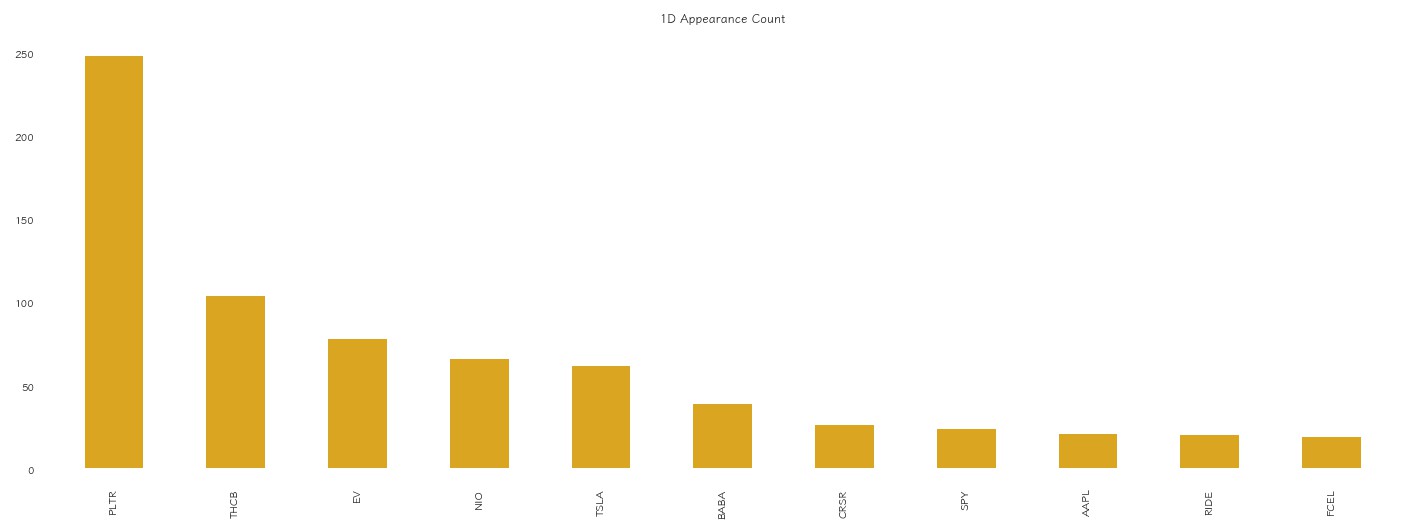 1D Appearance Count
250
200
150
100
50
0
PLTR
THCB
EV
NIO
TSLA
BABA
CRSR
SPY
AAPL
RIDE
FCEL